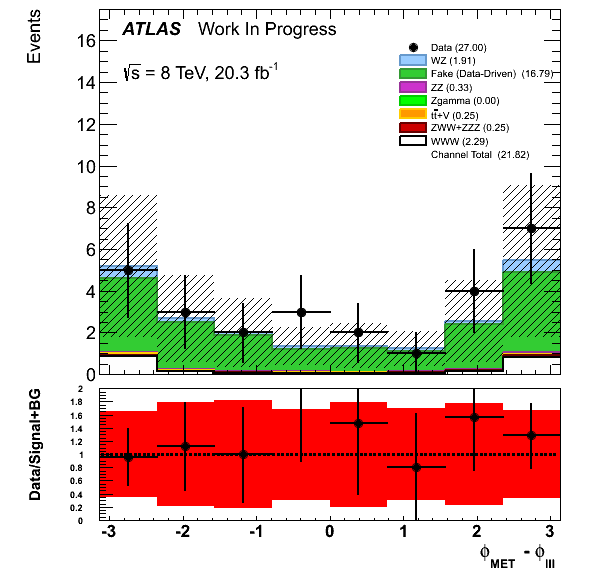 Events
ATLAS Work In Progress
√s = 8 TeV, 20.3 fb⁻¹
Data (27.00)
WZ (1.91)
Fake (Data-Driven) (16.79)
ZZ (0.33)
Zgamma (0.00)
tt̄+V (0.25)
ZWW+ZZZ (0.25)
WWW (2.29)
Channel Total (21.82)
16
14
12
10
8
6
4
2
0
Data/Signal+BG
2
1.8
1.6
1.4
1.2
1
0.8
0.6
0.4
0.2
0
-3 -2 -1 0 1 2 3
ϕMET - ϕlll